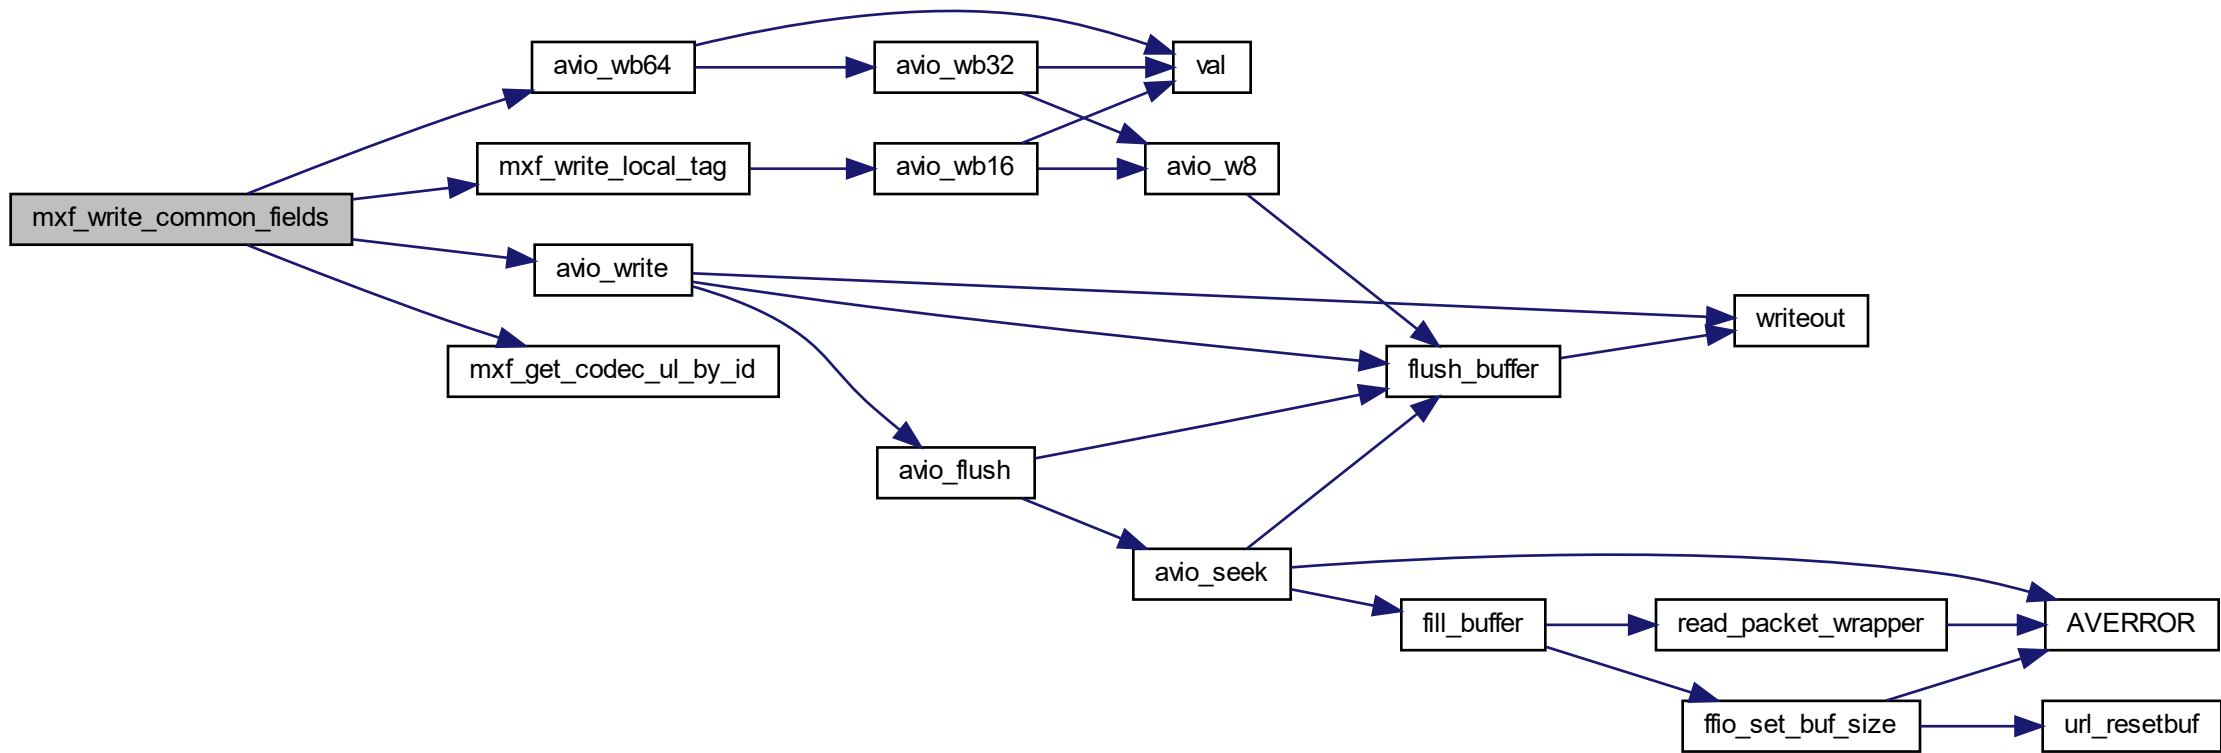 avio_wb64
avio_wb32
val
mxf_write_local_tag
avio_wb16
avio_w8
mxf_write_common_fields
avio_write
writeout
mxf_get_codec_ul_by_id
flush_buffer
avio_flush
avio_seek
fill_buffer
read_packet_wrapper
AVERROR
ffio_set_buf_size
url_resetbuf